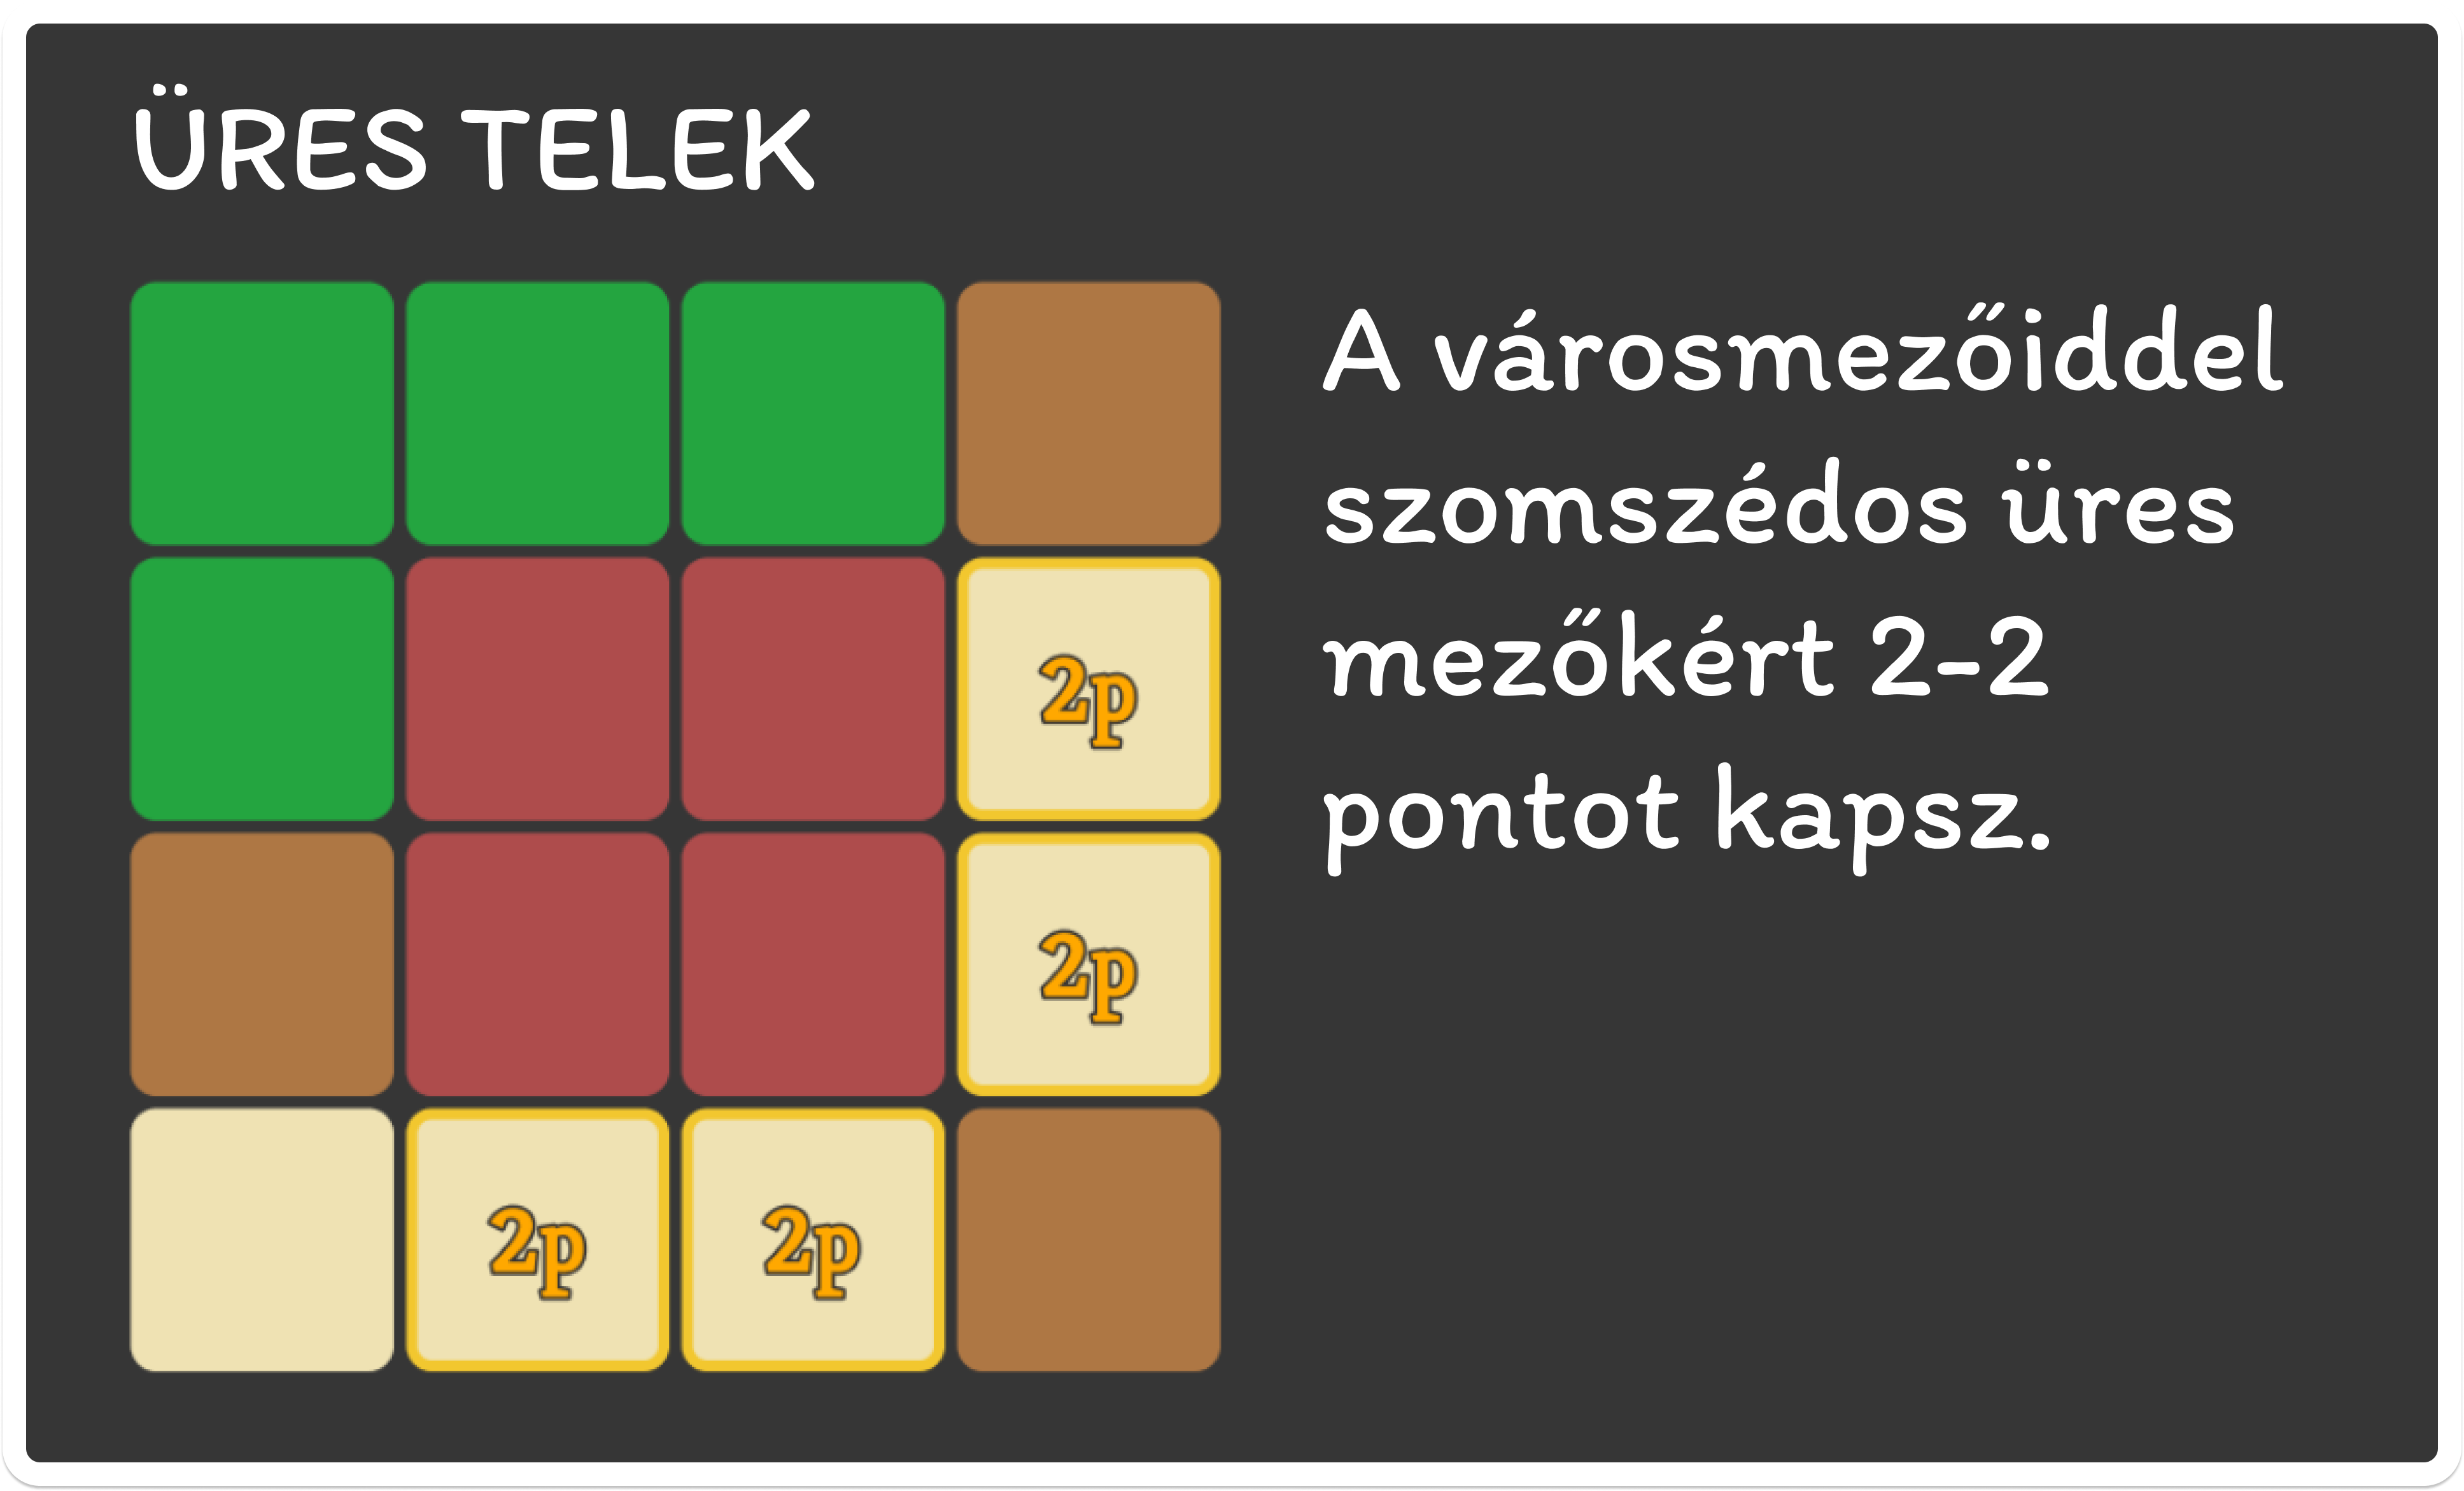 ÜRES TELEK
A városmezőiddel
szomszédos üres
mezőkért 2-2
pontot kapsz.
2p
2p
2p 2p